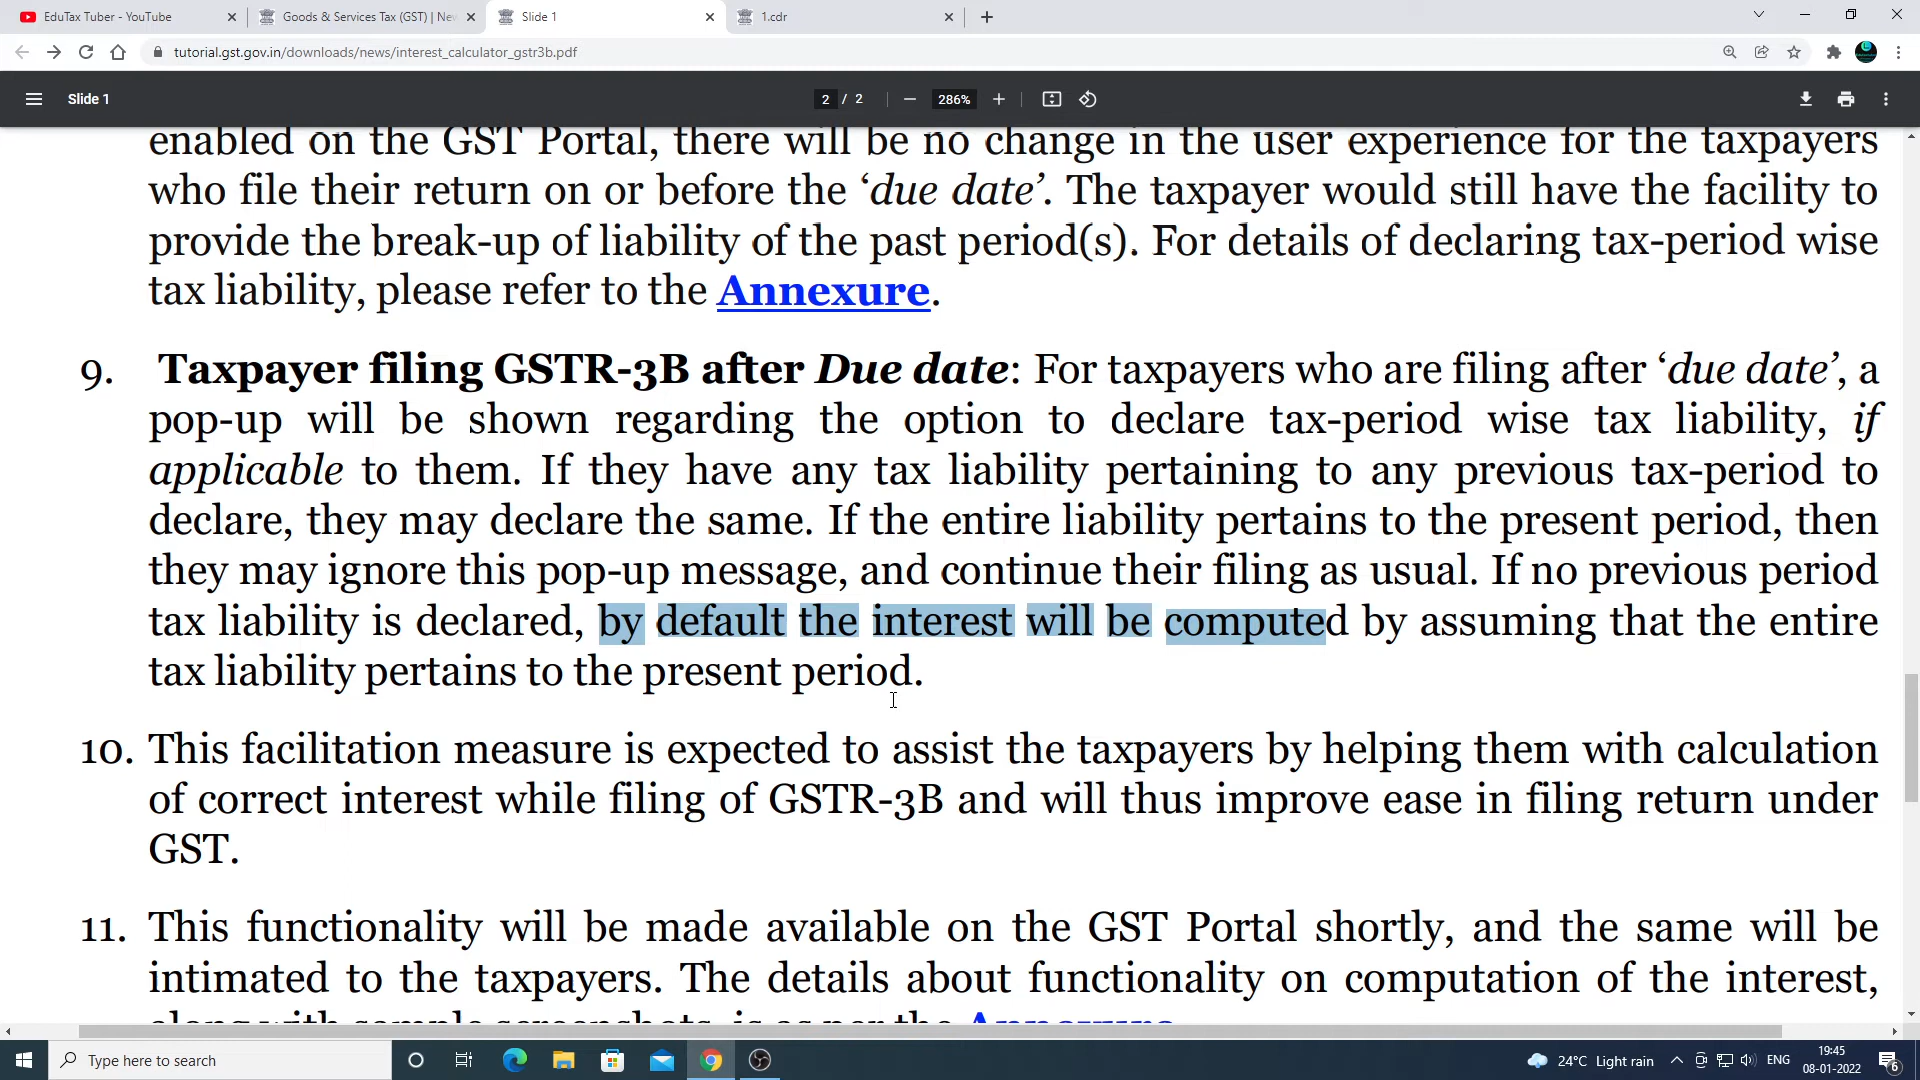 EduTax Tuber - YouTube
Goods & Services Tax (GST) | Ne
Slide 1
1.cdr
tutorial.gst.gov.in/downloads/news/interest_calculator_gstr3b.pdf
Slide 1
2 / 2
286%
enabled on the GST Portal, there will be no change in the user experience for the taxpayers
who file their return on or before the ‘due date’. The taxpayer would still have the facility to
provide the break-up of liability of the past period(s). For details of declaring tax-period wise
tax liability, please refer to the Annexure.
9. Taxpayer filing GSTR-3B after Due date: For taxpayers who are filing after ‘due date’, a
pop-up will be shown regarding the option to declare tax-period wise tax liability, if
applicable to them. If they have any tax liability pertaining to any previous tax-period to
declare, they may declare the same. If the entire liability pertains to the present period, then
they may ignore this pop-up message, and continue their filing as usual. If no previous period
tax liability is declared, by default the interest will be computed by assuming that the entire
tax liability pertains to the present period.
10. This facilitation measure is expected to assist the taxpayers by helping them with calculation
of correct interest while filing of GSTR-3B and will thus improve ease in filing return under
GST.
11. This functionality will be made available on the GST Portal shortly, and the same will be
intimated to the taxpayers. The details about functionality on computation of the interest,
along with sample screenshots, is as per the Annexure
Type here to search
24°C Light rain
ENG
19:45
08-01-2022
6